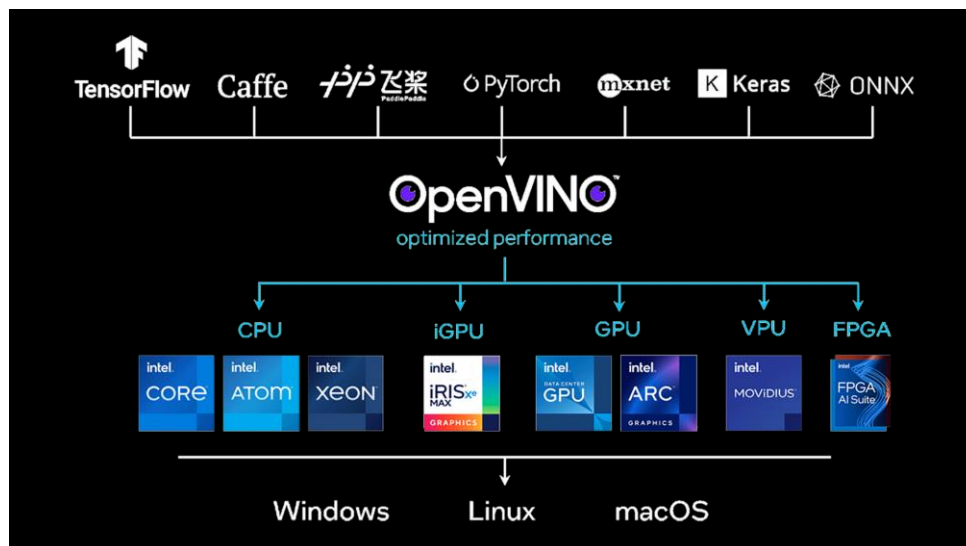 TensorFlow Caffe 飞桨 PaddlePaddle PyTorch mxnet K Keras ONNX
OpenVINO™
optimized performance
CPU iGPU GPU VPU FPGA
intel. CORE intel. ATOM intel. XEON intel. iRIS Xe MAX GRAPHICS intel. DATA CENTER GPU intel. ARC GRAPHICS intel. MOVIDIUS intel. FPGA AI Suite
Windows Linux macOS